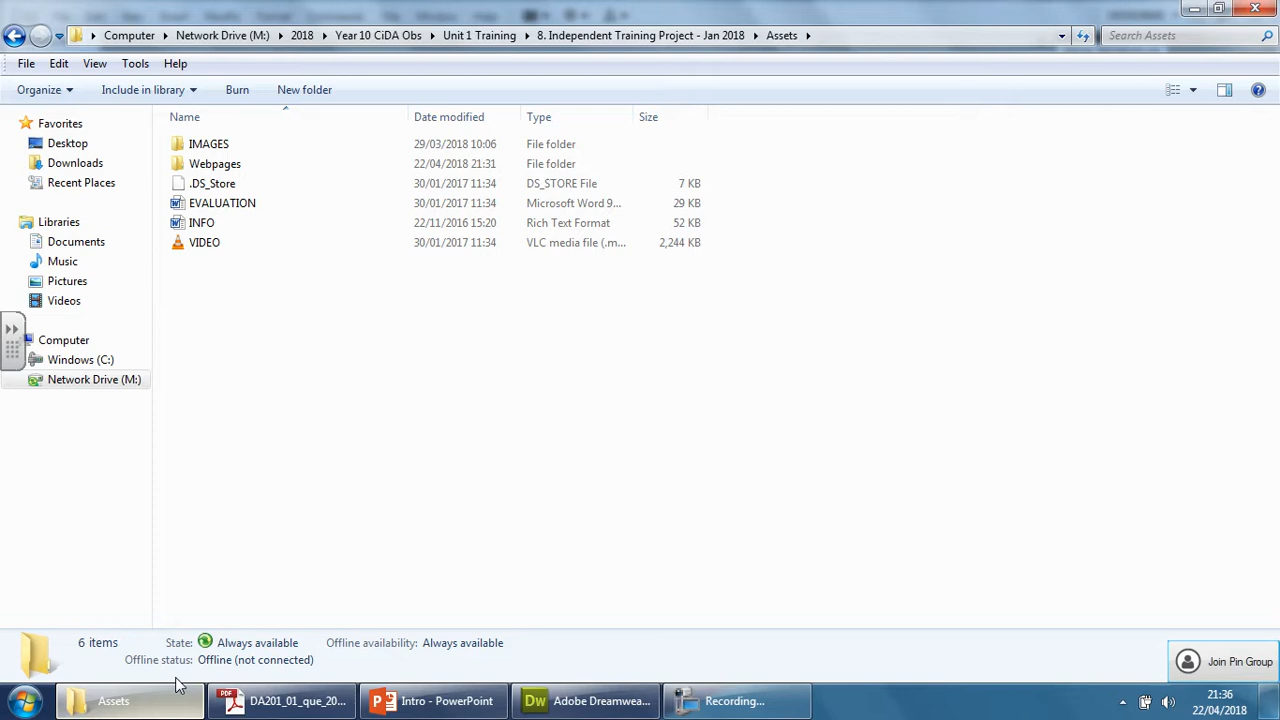 Computer Network Drive (M:) 2018 Year 10 CiDA Obs Unit 1 Training 8. Independent Training Project - Jan 2018 Assets Search Assets
File Edit View Tools Help
Organize Include in library Burn New folder
Name Date modified Type Size
Favorites
Desktop
Downloads
Recent Places
Libraries
Documents
Music
Pictures
Videos
Computer
Windows (C:)
Network Drive (M:)
IMAGES 29/03/2018 10:06 File folder
Webpages 22/04/2018 21:31 File folder
.DS_Store 30/01/2017 11:34 DS_STORE File 7 KB
EVALUATION 30/01/2017 11:34 Microsoft Word 9... 29 KB
INFO 22/11/2016 15:20 Rich Text Format 52 KB
VIDEO 30/01/2017 11:34 VLC media file (.m... 2,244 KB
6 items State: Always available Offline availability: Always available
Offline status: Offline (not connected)
Join Pin Group
Assets PDF DA201_01_que_20... P Intro - PowerPoint Dw Adobe Dreamwea... Recording... 21:36
22/04/2018